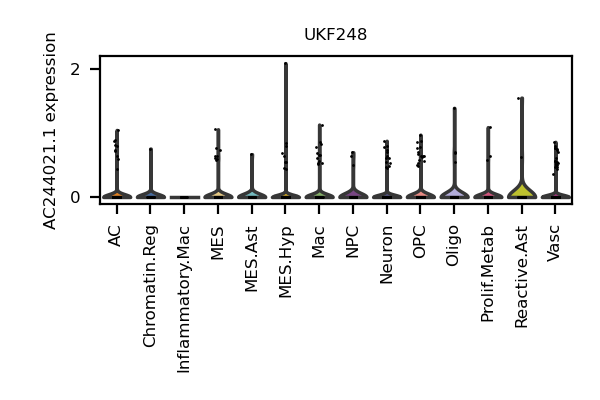 UKF248
AC244021.1 expression
2
0
AC
Chromatin.Reg
Inflammatory.Mac
MES
MES.Ast
MES.Hyp
Mac
NPC
Neuron
OPC
Oligo
Prolif.Metab
Reactive.Ast
Vasc